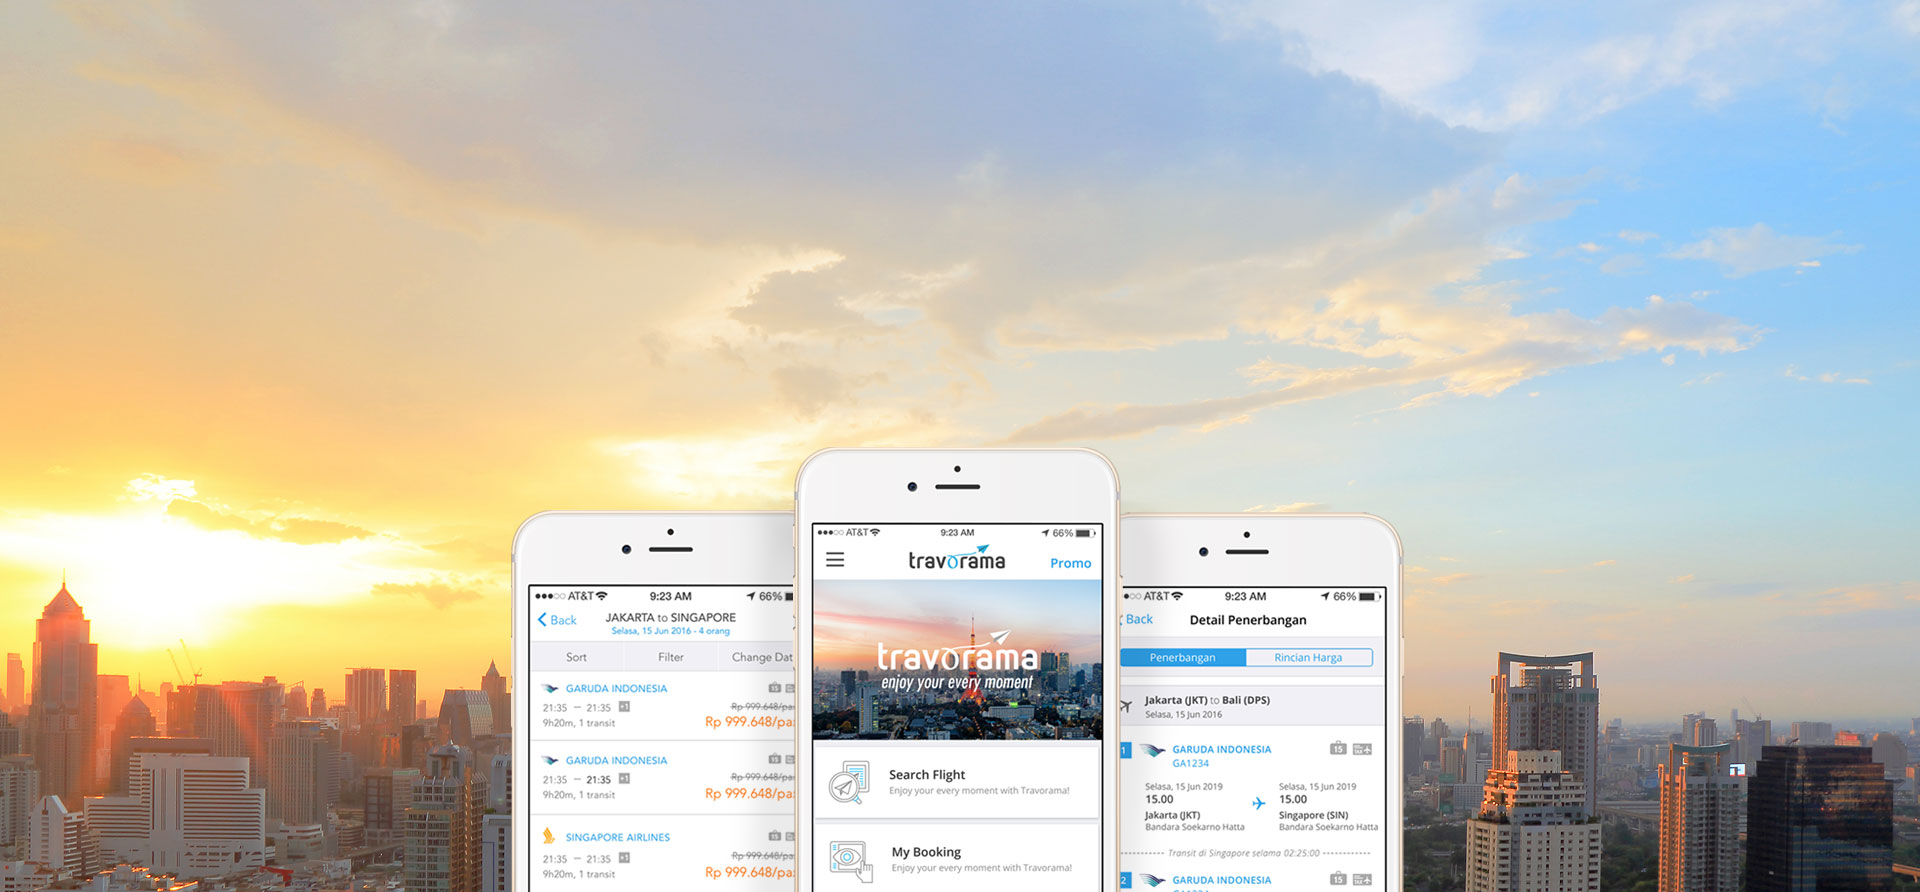 AT&T 9:23 AM 66%
Back JAKARTA to SINGAPORE
Selasa, 15 Jun 2016 - 4 orang
Sort Filter Change Dat
GARUDA INDONESIA 15
21:35 — 21:35 +1 Rp 999.648/pa
9h20m, 1 transit Rp 999.648/pa
GARUDA INDONESIA 15
21:35 — 21:35 +1 Rp 999.648/pa
9h20m, 1 transit Rp 999.648/pa
SINGAPORE AIRLINES 15
21:35 — 21:35 +1 Rp 999.648/pa
9h20m, 1 transit Rp 999.648/pa
AT&T 9:23 AM 66%
travorama Promo
travorama
enjoy your every moment
Search Flight
Enjoy your every moment with Travorama!
My Booking
Enjoy your every moment with Travorama!
AT&T 9:23 AM 66%
Back Detail Penerbangan
Penerbangan Rincian Harga
Jakarta (JKT) to Bali (DPS)
Selasa, 15 Jun 2016
1 GARUDA INDONESIA 15
GA1234
Selasa, 15 Jun 2019 Selasa, 15 Jun 2019
15.00 15.00
Jakarta (JKT) Singapore (SIN)
Bandara Soekarno Hatta Bandara Soekarno Hatta
Transit di Singapore selama 02:25:00
2 GARUDA INDONESIA 15